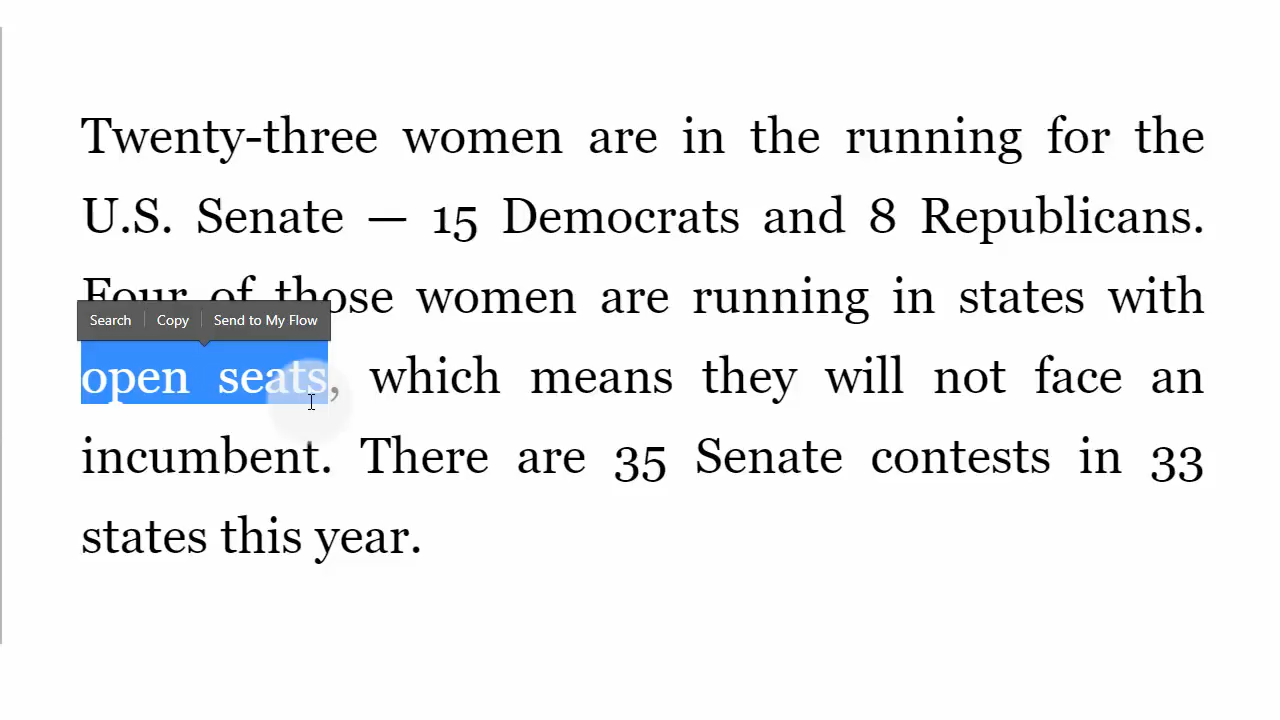 Twenty-three women are in the running for the
U.S. Senate — 15 Democrats and 8 Republicans.
Four of those women are running in states with
Search Copy Send to My Flow
open seats, which means they will not face an
incumbent. There are 35 Senate contests in 33
states this year.